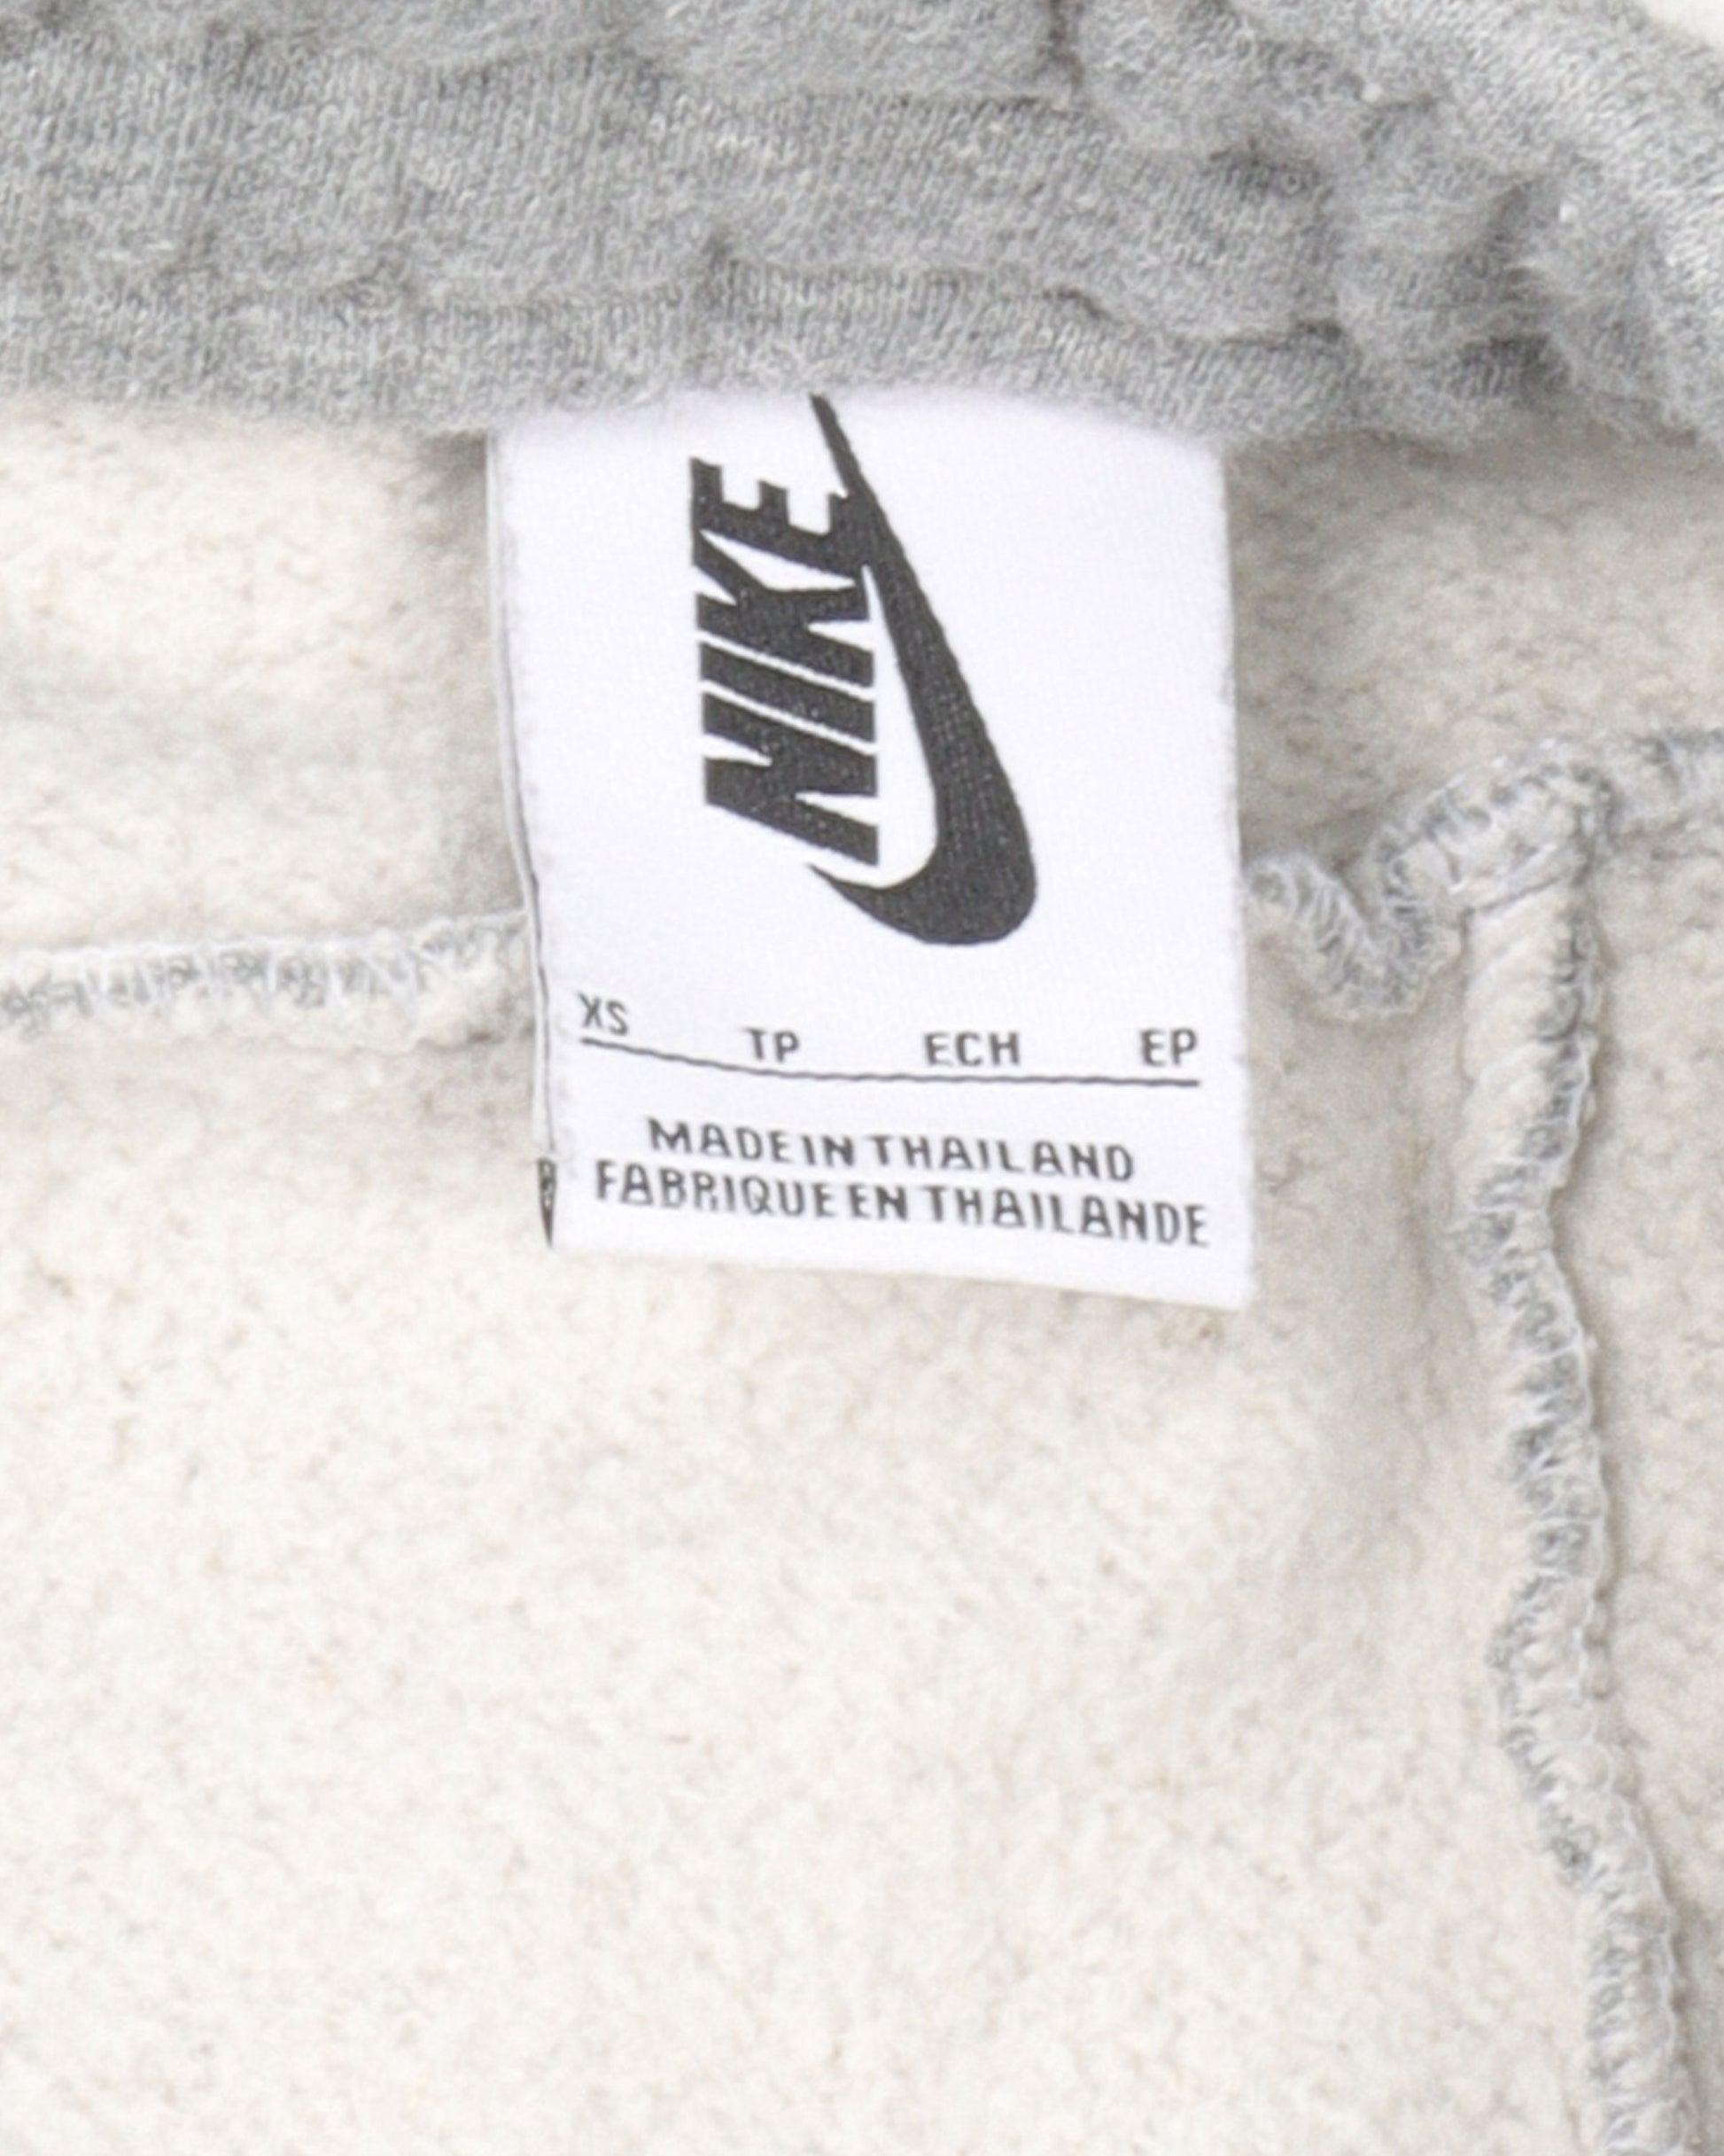 NIKE
XS TP ECH EP
MADE IN THAILAND
FABRIQUE EN THAILANDE